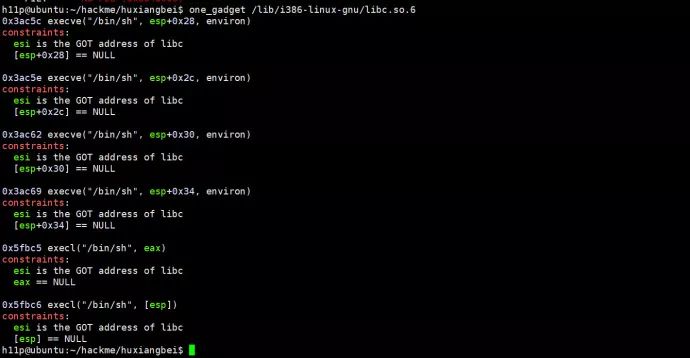 h11p@ubuntu:~/hackme/huxiangbei$ one_gadget /lib/i386-linux-gnu/libc.so.6
0x3ac5c execve("/bin/sh", esp+0x28, environ)
constraints:
  esi is the GOT address of libc
  [esp+0x28] == NULL

0x3ac5e execve("/bin/sh", esp+0x2c, environ)
constraints:
  esi is the GOT address of libc
  [esp+0x2c] == NULL

0x3ac62 execve("/bin/sh", esp+0x30, environ)
constraints:
  esi is the GOT address of libc
  [esp+0x30] == NULL

0x3ac69 execve("/bin/sh", esp+0x34, environ)
constraints:
  esi is the GOT address of libc
  [esp+0x34] == NULL

0x5fbc5 execl("/bin/sh", eax)
constraints:
  esi is the GOT address of libc
  eax == NULL

0x5fbc6 execl("/bin/sh", [esp])
constraints:
  esi is the GOT address of libc
  [esp] == NULL
h11p@ubuntu:~/hackme/huxiangbei$